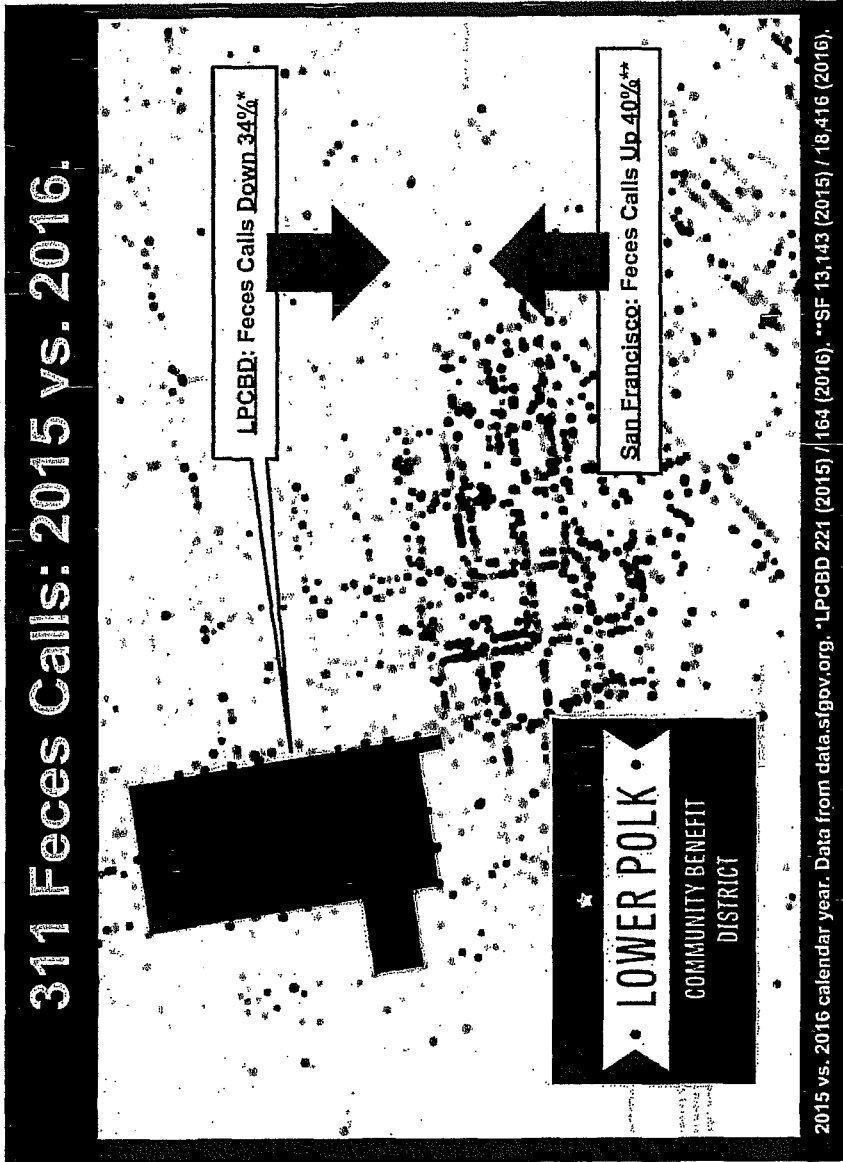 311 Feces Calls: 2015 vs. 2016.
LPCBD: Feces Calls Down 34%*
San Francisco: Feces Calls Up 40%**
LOWER POLK
COMMUNITY BENEFIT
DISTRICT
2015 vs. 2016 calendar year. Data from data.sfgov.org. *LPCBD 221 (2015) / 164 (2016). **SF 13,143 (2015) / 18,416 (2016).